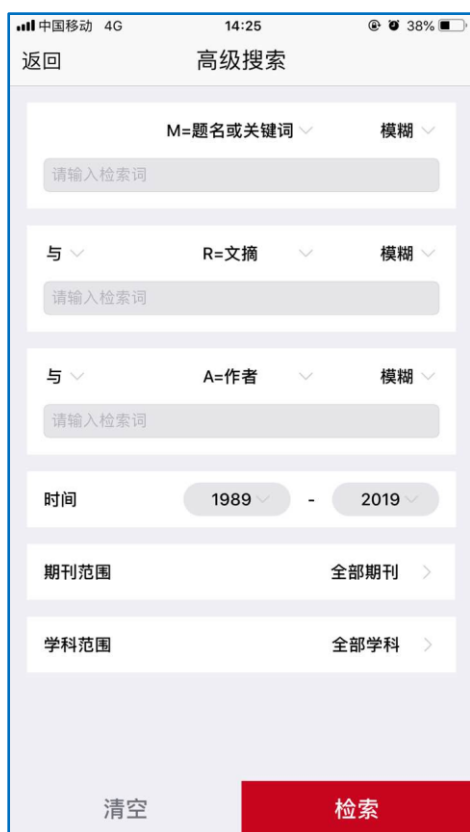 中国移动 4G 14:25 38%
返回 高级搜索
M=题名或关键词 模糊
请输入检索词
与 R=文摘 模糊
请输入检索词
与 A=作者 模糊
请输入检索词
时间 1989 - 2019
期刊范围 全部期刊
学科范围 全部学科
清空 检索